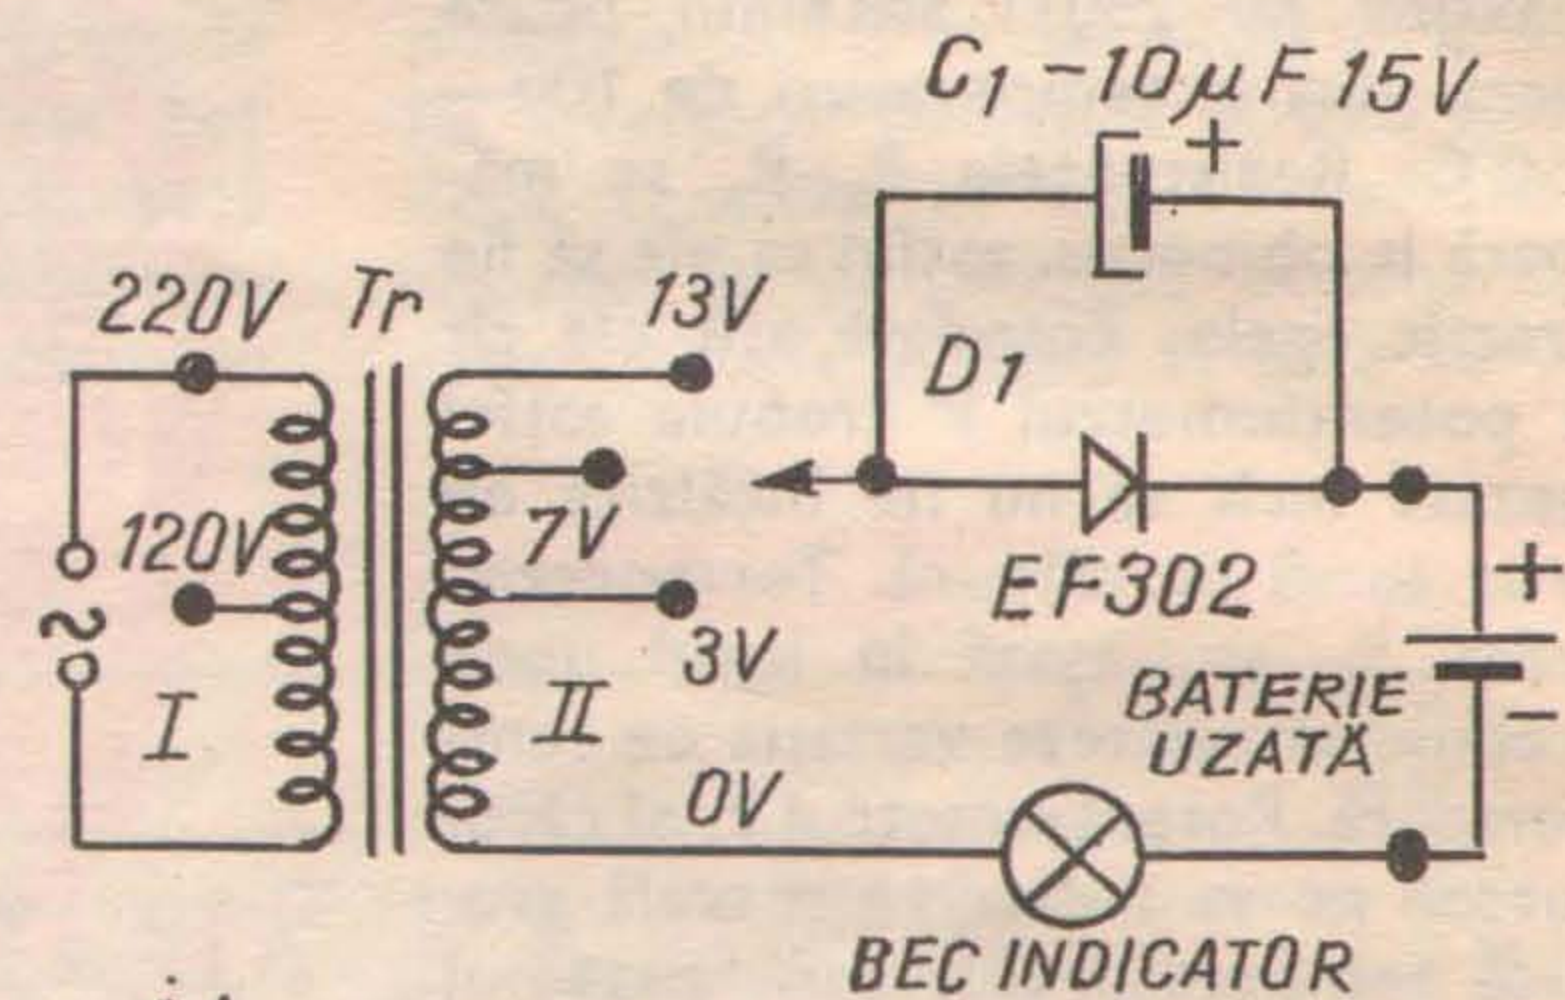 C1 -10µF 15V
+
220V Tr 13V
D1
120V 7V
EF302
+
3V
I II
BATERIE
UZATĂ
-
0V
BEC INDICATOR